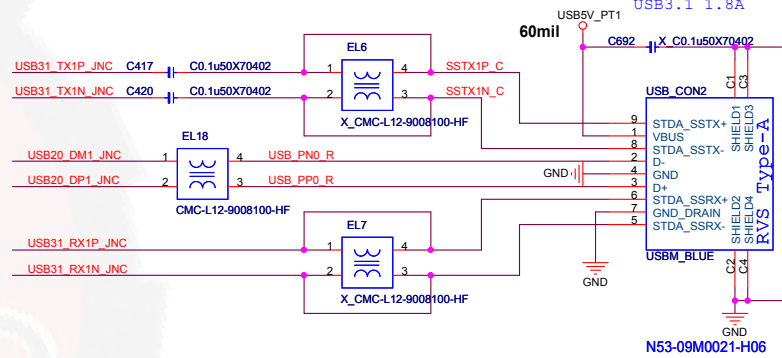 USB3.1 1.8A
USB5V_PT1
60mil
C692 X_C0.1u50X70402
EL6
USB31_TX1P_JNC C417 C0.1u50X70402 1 4 SSTX1P_C
USB31_TX1N_JNC C420 C0.1u50X70402 2 3 SSTX1N_C
X_CMC-L12-9008100-HF
EL18
USB20_DM1_JNC 1 4 USB_PN0_R
USB20_DP1_JNC 2 3 USB_PP0_R
CMC-L12-9008100-HF
EL7
USB31_RX1P_JNC 1 4
USB31_RX1N_JNC 2 3
X_CMC-L12-9008100-HF
C1 C3
USB_CON2
9 STDA_SSTX+
1 VBUS
8 STDA_SSTX-
2 D-
GND 4 GND
3 D+
6 STDA_SSRX+
7 GND_DRAIN
5 STDA_SSRX-
SHIELD1 SHIELD3
SHIELD2 SHIELD4
RVS Type-A
USBM_BLUE
C2 C4
GND
GND
N53-09M0021-H06